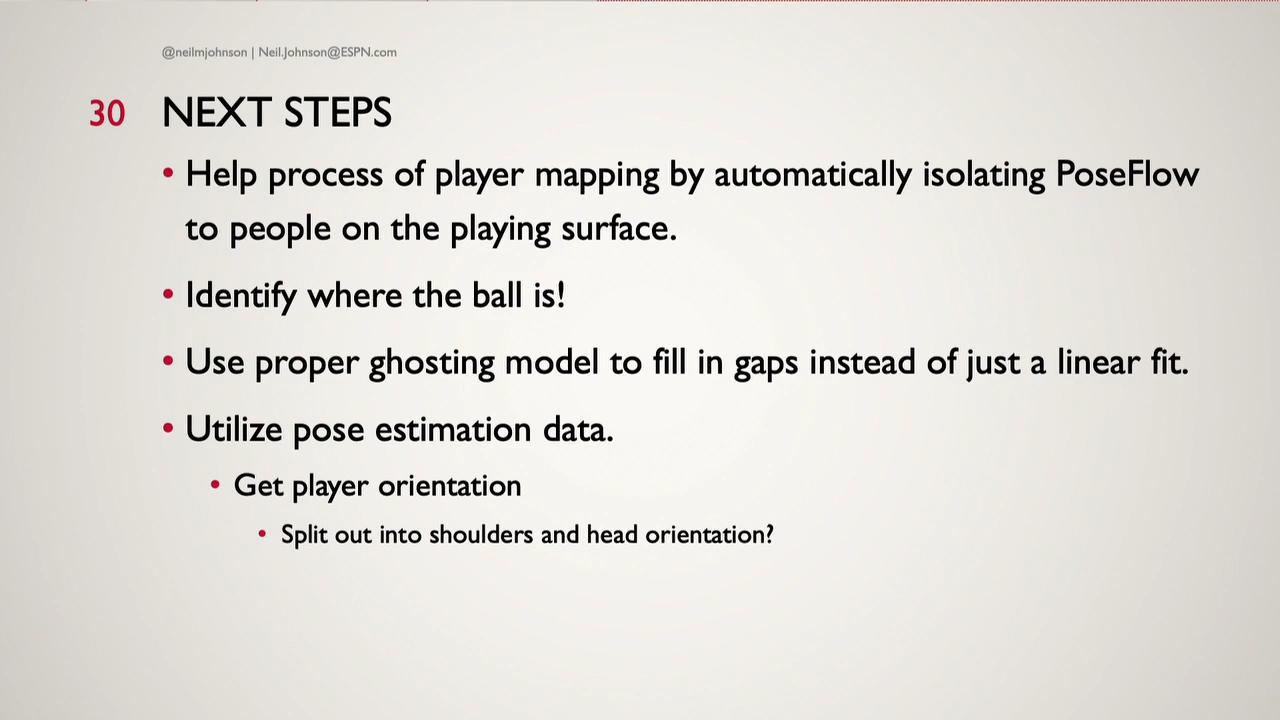 @neilmjohnson | Neil.Johnson@ESPN.com
30 NEXT STEPS
• Help process of player mapping by automatically isolating PoseFlow
to people on the playing surface.
• Identify where the ball is!
• Use proper ghosting model to fill in gaps instead of just a linear fit.
• Utilize pose estimation data.
• Get player orientation
• Split out into shoulders and head orientation?